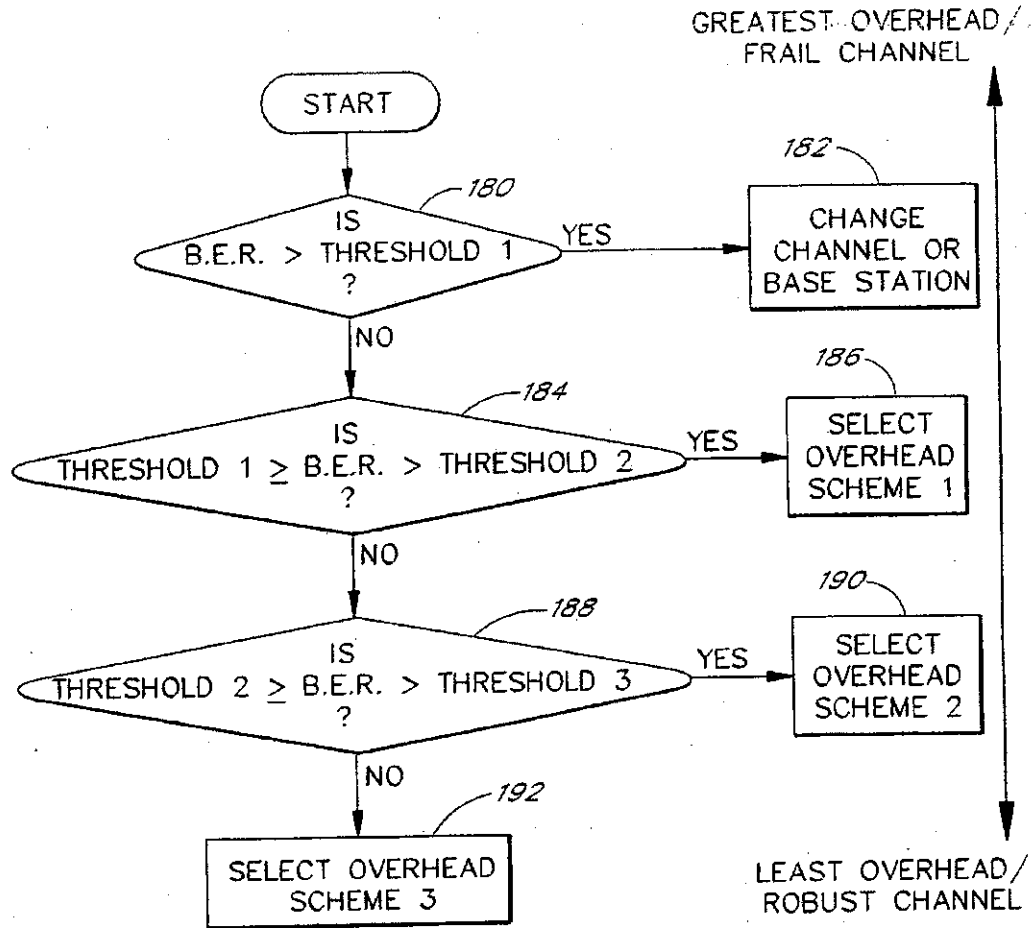 GREATEST OVERHEAD/
FRAIL CHANNEL
START
180
IS
B.E.R. > THRESHOLD 1
?
YES
182
CHANGE
CHANNEL OR
BASE STATION
NO
184
IS
THRESHOLD 1 ≥ B.E.R. > THRESHOLD 2
?
YES
186
SELECT
OVERHEAD
SCHEME 1
NO
188
IS
THRESHOLD 2 ≥ B.E.R. > THRESHOLD 3
?
YES
190
SELECT
OVERHEAD
SCHEME 2
NO
192
SELECT OVERHEAD
SCHEME 3
LEAST OVERHEAD/
ROBUST CHANNEL